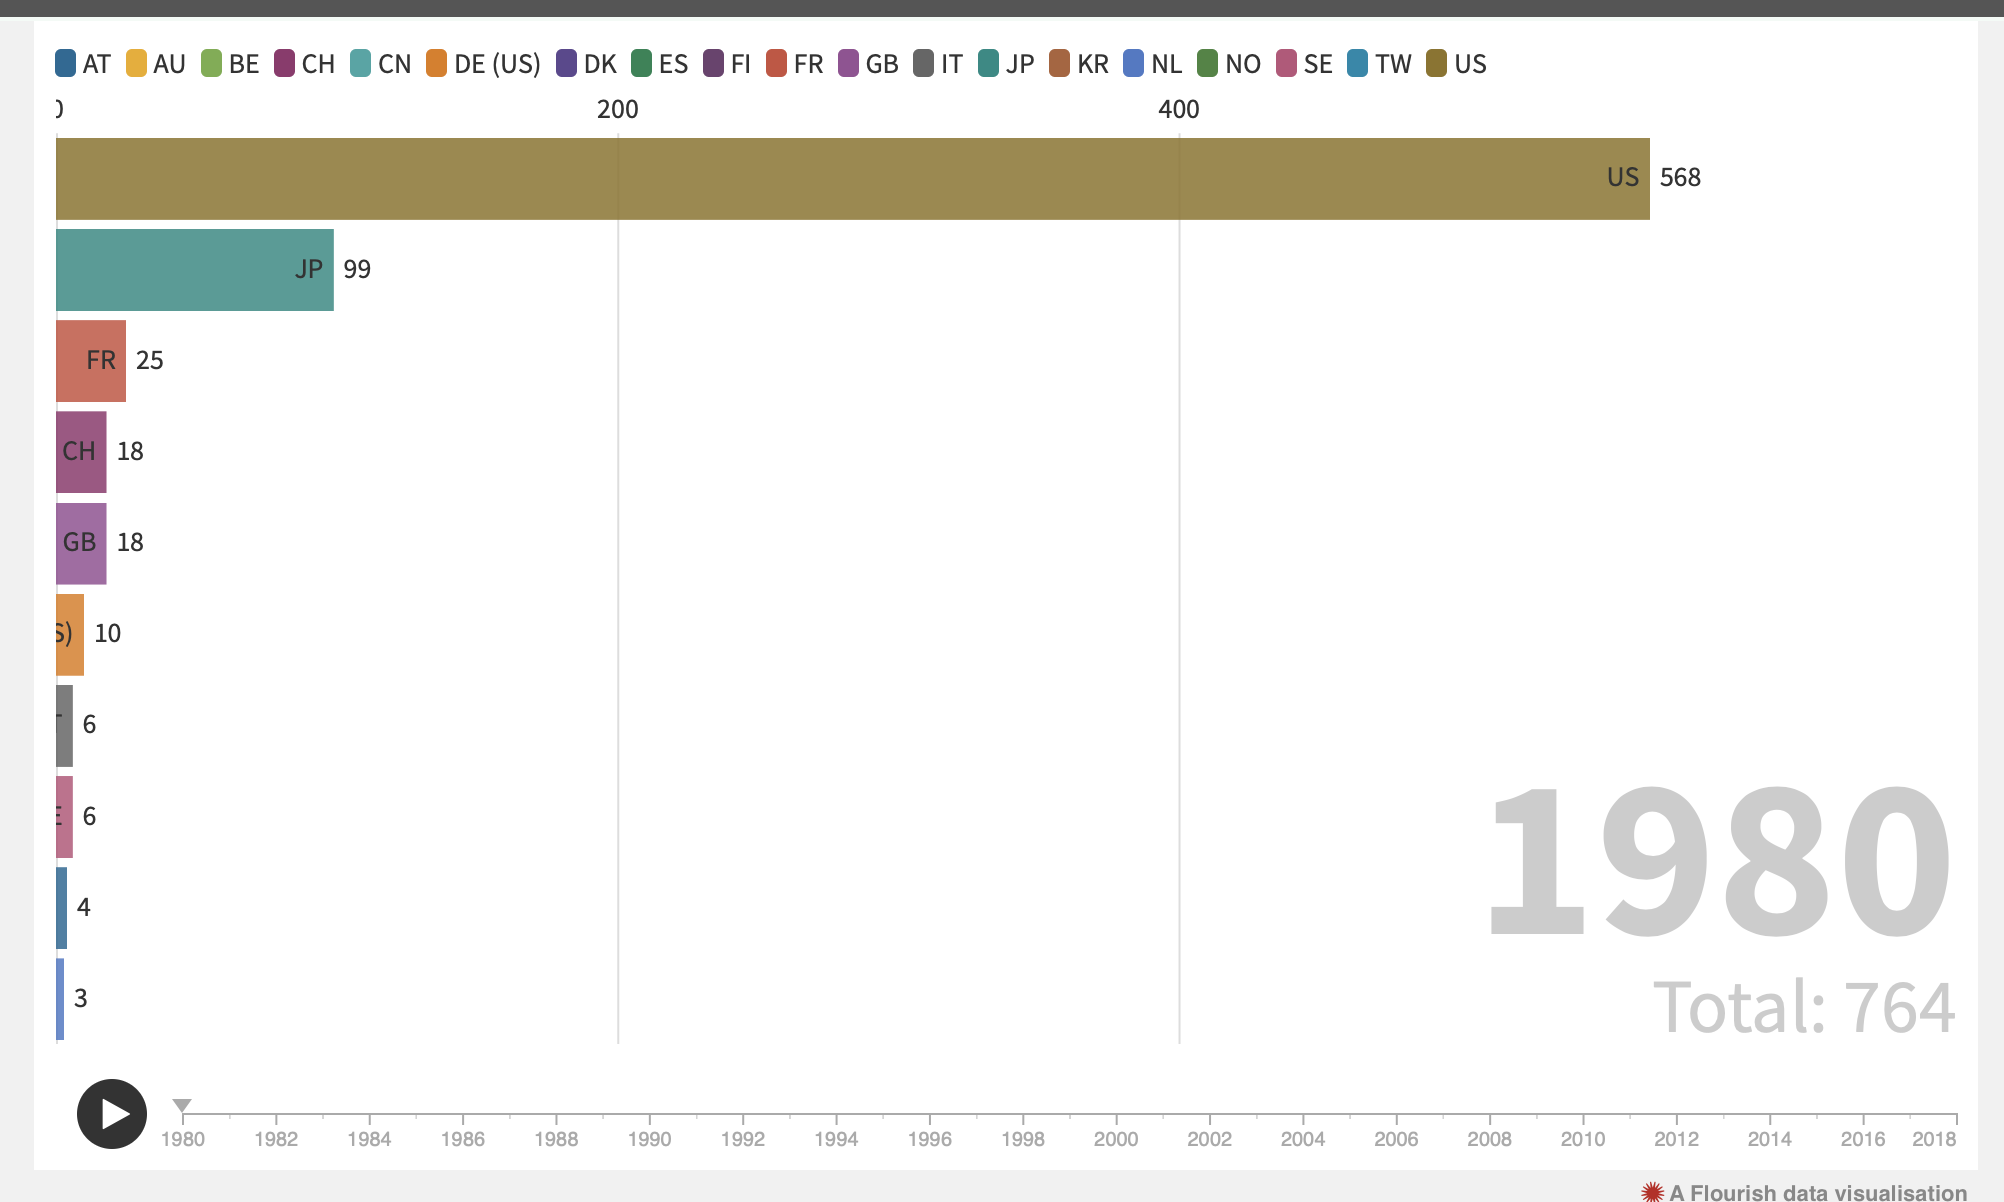 AT AU BE CH CN DE (US) DK ES FI FR GB IT JP KR NL NO SE TW US
0 200 400
US 568
JP 99
FR 25
CH 18
GB 18
S) 10
6
E 6
4
3
1980
Total: 764
1980 1982 1984 1986 1988 1990 1992 1994 1996 1998 2000 2002 2004 2006 2008 2010 2012 2014 2016 2018
A Flourish data visualisation